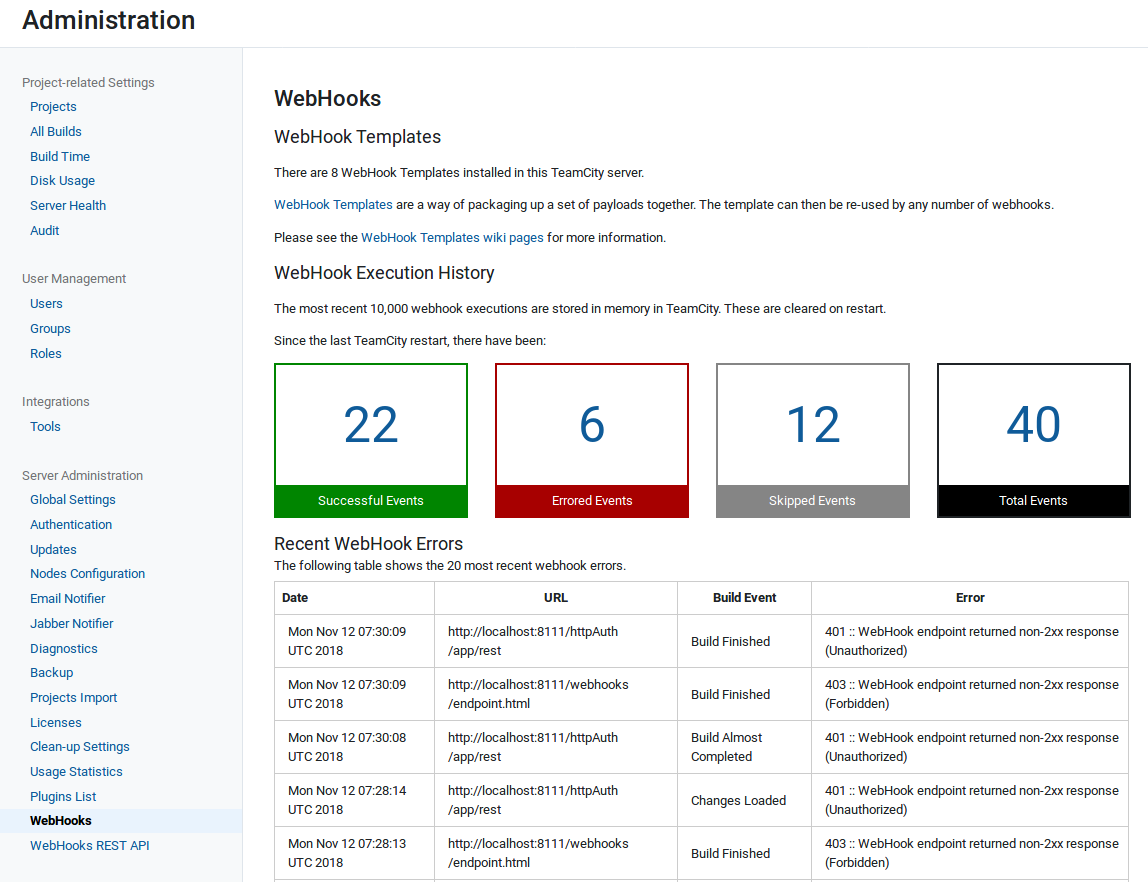 Administration
Project-related Settings
Projects
All Builds
Build Time
Disk Usage
Server Health
Audit
User Management
Users
Groups
Roles
Integrations
Tools
Server Administration
Global Settings
Authentication
Updates
Nodes Configuration
Email Notifier
Jabber Notifier
Diagnostics
Backup
Projects Import
Licenses
Clean-up Settings
Usage Statistics
Plugins List
WebHooks
WebHooks REST API
WebHooks
WebHook Templates
There are 8 WebHook Templates installed in this TeamCity server.
WebHook Templates are a way of packaging up a set of payloads together. The template can then be re-used by any number of webhooks.
Please see the WebHook Templates wiki pages for more information.
WebHook Execution History
The most recent 10,000 webhook executions are stored in memory in TeamCity. These are cleared on restart.
Since the last TeamCity restart, there have been:
22 6 12 40
Successful Events Errored Events Skipped Events Total Events
Recent WebHook Errors
The following table shows the 20 most recent webhook errors.
Date URL Build Event Error
Mon Nov 12 07:30:09
UTC 2018
http://localhost:8111/httpAuth
/app/rest
Build Finished
401 :: WebHook endpoint returned non-2xx response
(Unauthorized)
Mon Nov 12 07:30:09
UTC 2018
http://localhost:8111/webhooks
/endpoint.html
Build Finished
403 :: WebHook endpoint returned non-2xx response
(Forbidden)
Mon Nov 12 07:30:08
UTC 2018
http://localhost:8111/httpAuth
/app/rest
Build Almost
Completed
401 :: WebHook endpoint returned non-2xx response
(Unauthorized)
Mon Nov 12 07:28:14
UTC 2018
http://localhost:8111/httpAuth
/app/rest
Changes Loaded
401 :: WebHook endpoint returned non-2xx response
(Unauthorized)
Mon Nov 12 07:28:13
UTC 2018
http://localhost:8111/webhooks
/endpoint.html
Build Finished
403 :: WebHook endpoint returned non-2xx response
(Forbidden)